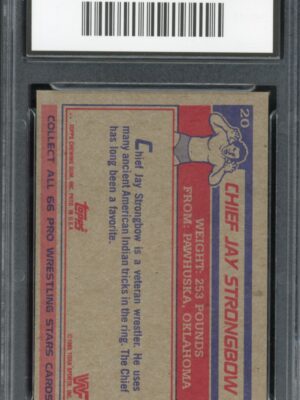 20
CHIEF JAY STRONGBOW
WEIGHT: 253 POUNDS
FROM: PAWHUSKA, OKLAHOMA
Chief Jay Strongbow is a veteran wrestler. He uses
many ancient American Indian tricks in the ring. The Chief
has long been a favorite.
Topps
COLLECT ALL 66 PRO WRESTLING STARS CARDS